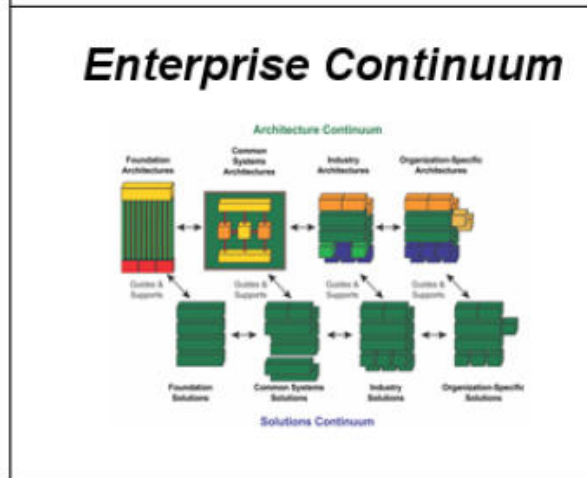 Enterprise Continuum
Architecture Continuum
Foundation
Architectures
Common
Systems
Architectures
Industry
Architectures
Organization-Specific
Architectures
Guides &
Supports
Guides &
Supports
Guides &
Supports
Guides &
Supports
Foundation
Solutions
Common Systems
Solutions
Industry
Solutions
Organization-Specific
Solutions
Solutions Continuum